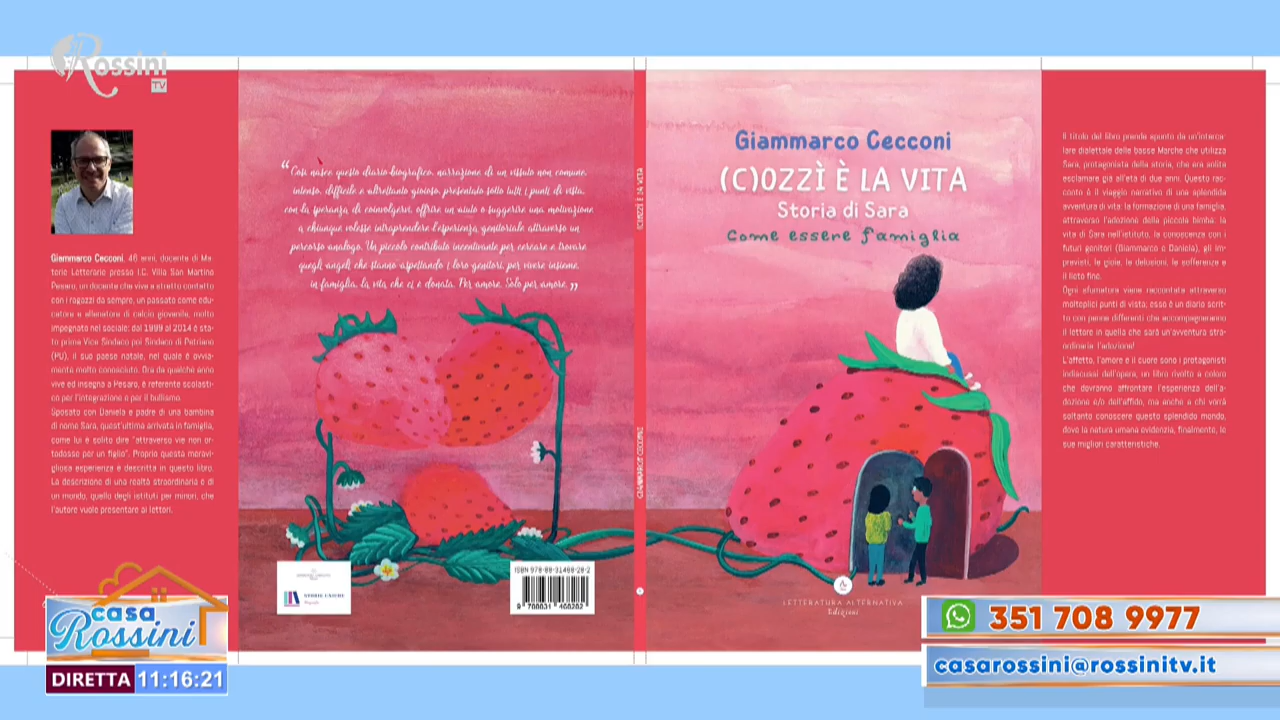 Rossini
TV
Giammarco Cecconi, 46 anni, docente di Ma-
terie Letterarie presso I.C. Villa San Martino
Pesaro, un docente che vive a stretto contatto
con i ragazzi da sempre, un passato come edu-
catore e allenatore di calcio giovanile, molto
impegnato nel sociale: dal 1999 al 2014 è sta-
to prima Vice Sindaco poi Sindaco di Petriano
(PU), il suo paese natale, nel quale è ovvia-
mente molto conosciuto. Ora da qualche anno
vive ed insegna a Pesaro, è referente scolasti-
co per l'integrazione e per il bullismo.
Sposato con Daniela e padre di una bambina
di nome Sara, quest'ultima arrivata in famiglia,
come lui è solito dire "attraverso vie non or-
todosse per un figlio". Proprio questa meravi-
gliosa esperienza è descritta in questo libro.
La descrizione di una realtà straordinaria e di
un mondo, quello degli istituti per minori, che
l'autore vuole presentare ai lettori.
“Così nasce questo diario-biografico, narrazione di un vissuto non comune,
intenso, difficile e altrettanto gioioso, presentato sotto tutti i punti di vista,
con la speranza di coinvolgervi, offrire un aiuto o suggerire una motivazione
a chiunque volesse intraprendere l'esperienza genitoriale attraverso un
percorso analogo. Un piccolo contributo incentivante per cercare e trovare
quegli angeli che stanno aspettando i loro genitori, per vivere insieme,
in famiglia, la vita che ci è donata. Per amore. Solo per amore.”
ISBN 978-88-31468-28-2
9 788831 468282
(C)OZZÌ È LA VITA
GIAMMARCO CECCONI
Giammarco Cecconi
(C)OZZÌ È LA VITA
Storia di Sara
Come essere famiglia
LETTERATURA ALTERNATIVA
Edizioni
Il titolo del libro prende spunto da un'interca-
lare dialettale delle basse Marche che utilizza
Sara, protagonista della storia, che era solita
esclamare già all'età di due anni. Questo rac-
conto è il viaggio narrativo di una splendida
avventura di vita: la formazione di una famiglia,
attraverso l'adozione della piccola bimba: la
vita di Sara nell'istituto, la conoscenza con i
futuri genitori (Giammarco e Daniela), gli im-
previsti, le gioie, le delusioni, le sofferenze e
il lieto fine.
Ogni sfumatura viene raccontata attraverso
molteplici punti di vista; esso è un diario scrit-
to con penne differenti che accompagneranno
il lettore in quella che sarà un'avventura stra-
ordinaria: l'adozione!
L'affetto, l'amore e il cuore sono i protagonisti
indiscussi dell'opera, un libro rivolto a coloro
che dovranno affrontare l'esperienza dell'a-
dozione e/o dell'affido, ma anche a chi vorrà
soltanto conoscere questo splendido mondo,
dove la natura umana evidenzia, finalmente, le
sue migliori caratteristiche.
casa
Rossini
DIRETTA 11:16:21
351 708 9977
casarossini@rossinitv.it